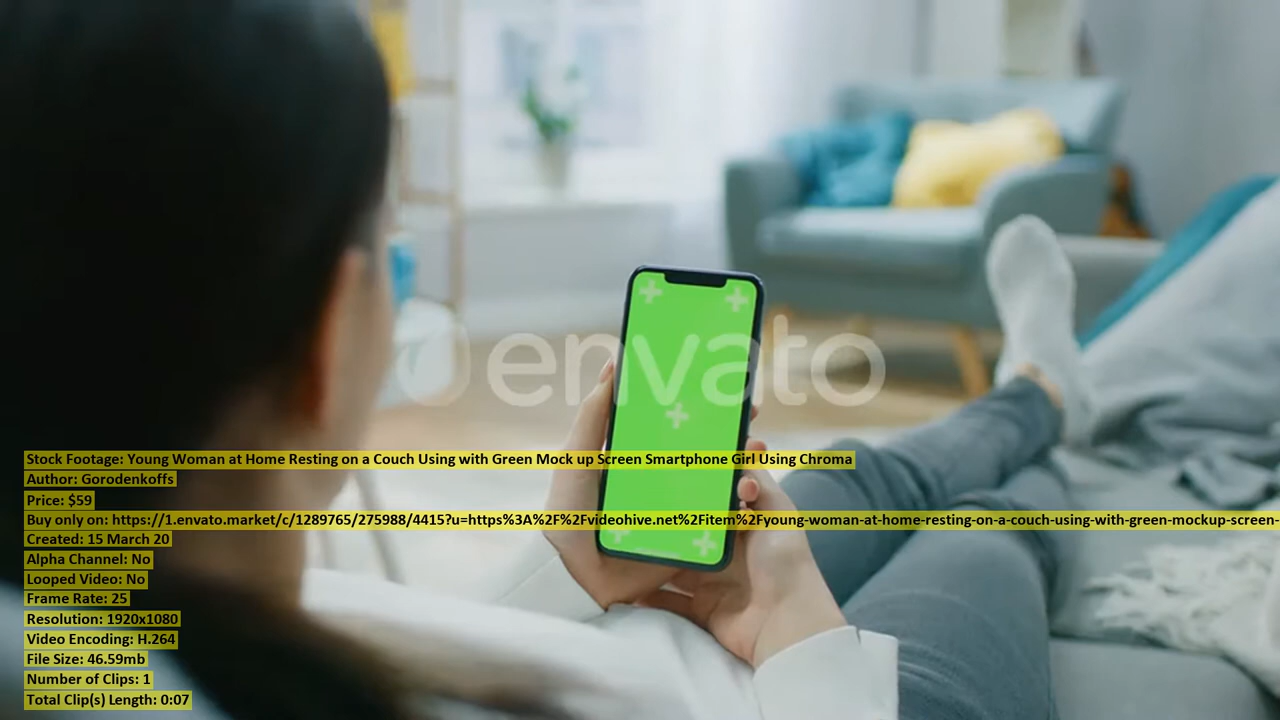 envato
Stock Footage: Young Woman at Home Resting on a Couch Using with Green Mock up Screen Smartphone Girl Using Chroma
Author: Gorodenkoffs
Price: $59
Buy only on: https://1.envato.market/c/1289765/275988/4415?u=https%3A%2F%2Fvideohive.net%2Fitem%2Fyoung-woman-at-home-resting-on-a-couch-using-with-green-mockup-screen-
Created: 15 March 20
Alpha Channel: No
Looped Video: No
Frame Rate: 25
Resolution: 1920x1080
Video Encoding: H.264
File Size: 46.59mb
Number of Clips: 1
Total Clip(s) Length: 0:07